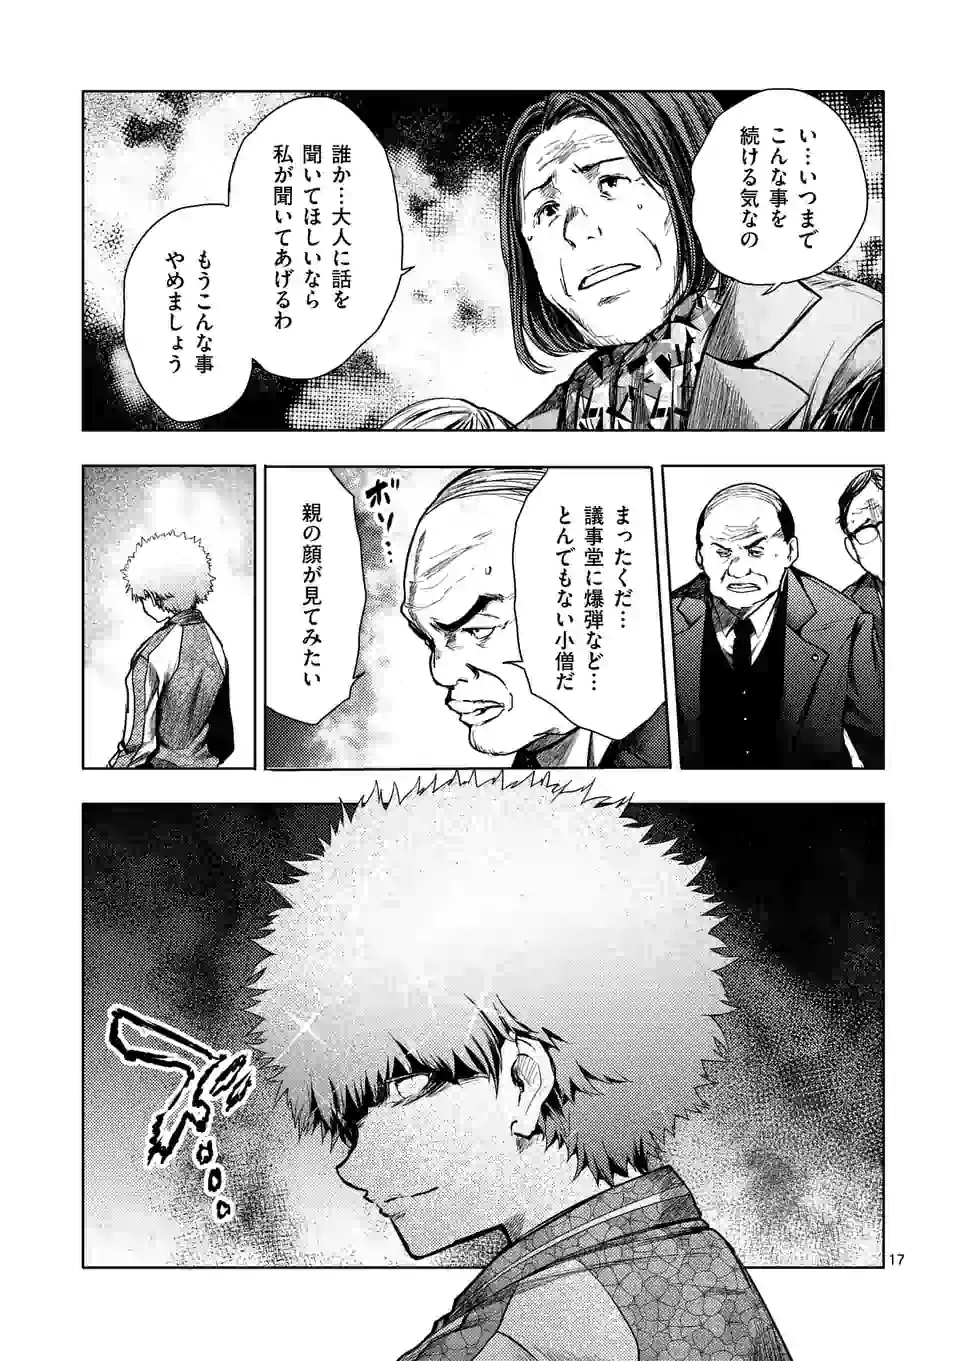 い…いつまで
こんな事を
続ける気なの
誰か…大人に話を
聞いてほしいなら
私が聞いてあげるわ
もうこんな事
やめましょう
まったくだ…
議事堂に爆弾など…
とんでもない小僧だ
ボソッ
親の顔が見てみたい
17